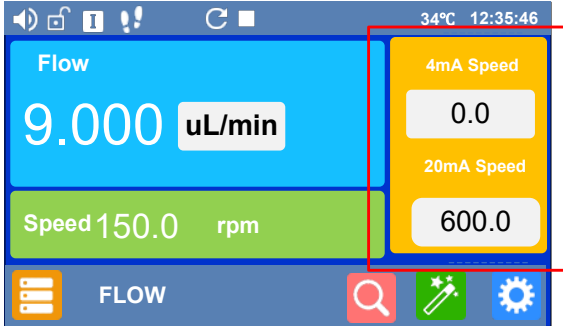 I 34℃ 12:35:46
Flow
9.000 uL/min
Speed 150.0 rpm
4mA Speed
0.0
20mA Speed
600.0
FLOW